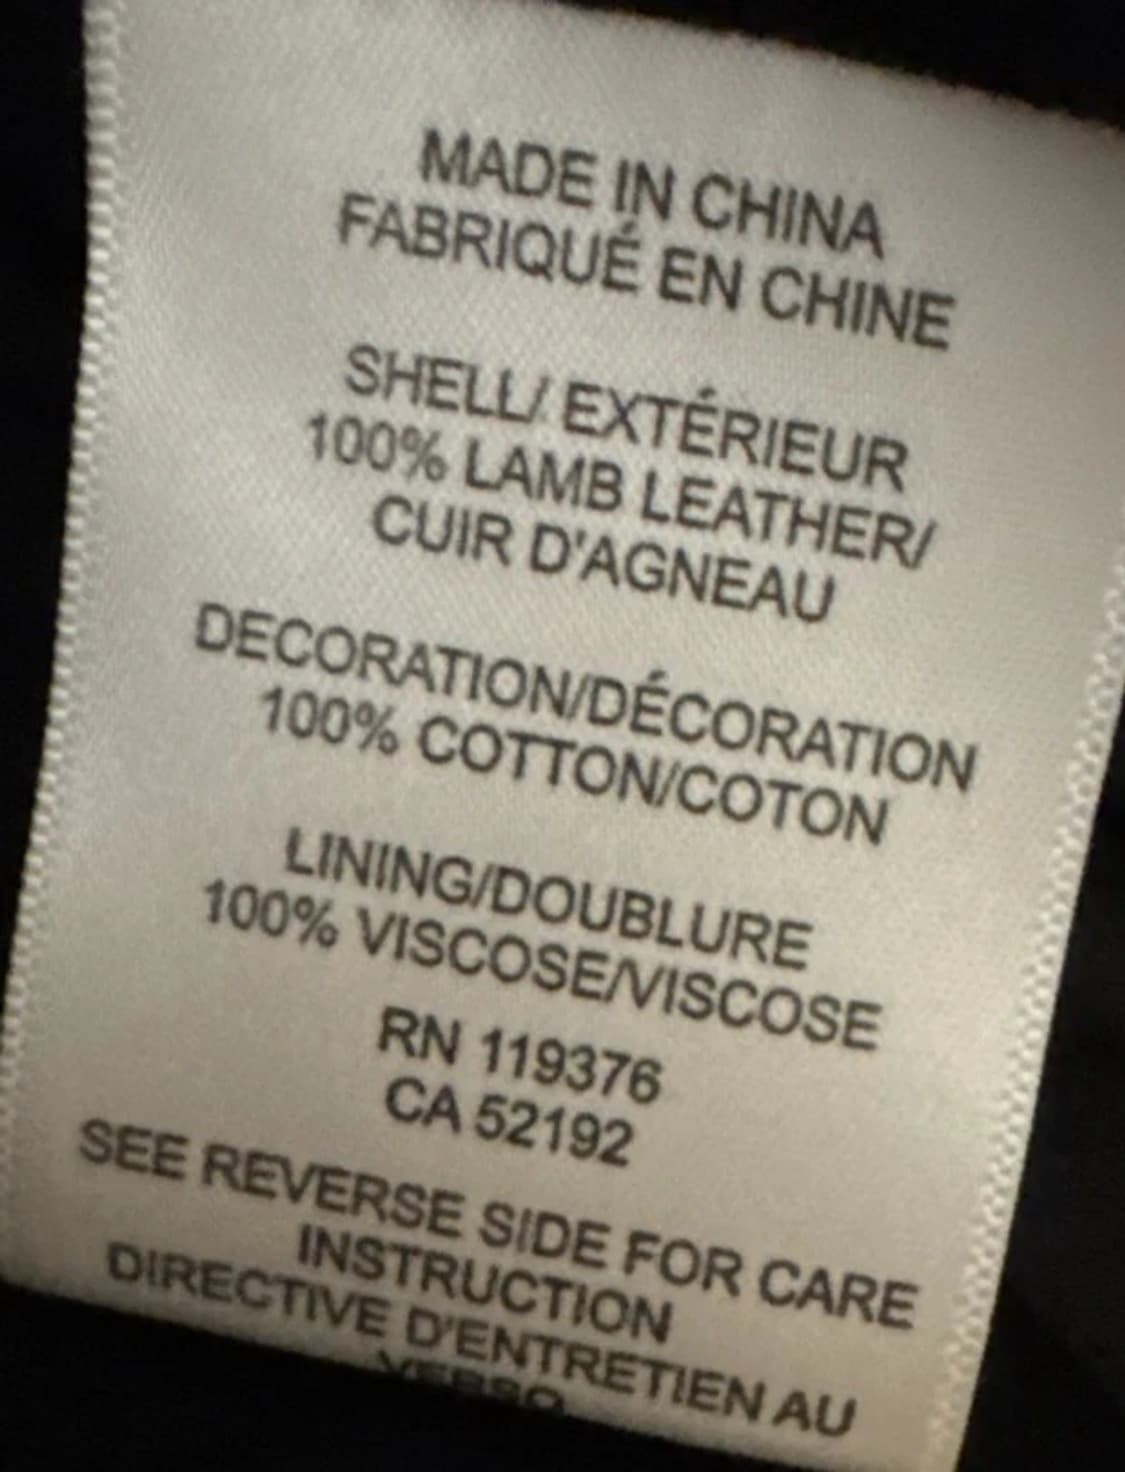 MADE IN CHINA
FABRIQUÉ EN CHINE
SHELL/ EXTÉRIEUR
100% LAMB LEATHER/
CUIR D'AGNEAU
DECORATION/DÉCORATION
100% COTTON/COTON
LINING/DOUBLURE
100% VISCOSE/VISCOSE
RN 119376
CA 52192
SEE REVERSE SIDE FOR CARE
INSTRUCTION
DIRECTIVE D'ENTRETIEN AU
VERSO